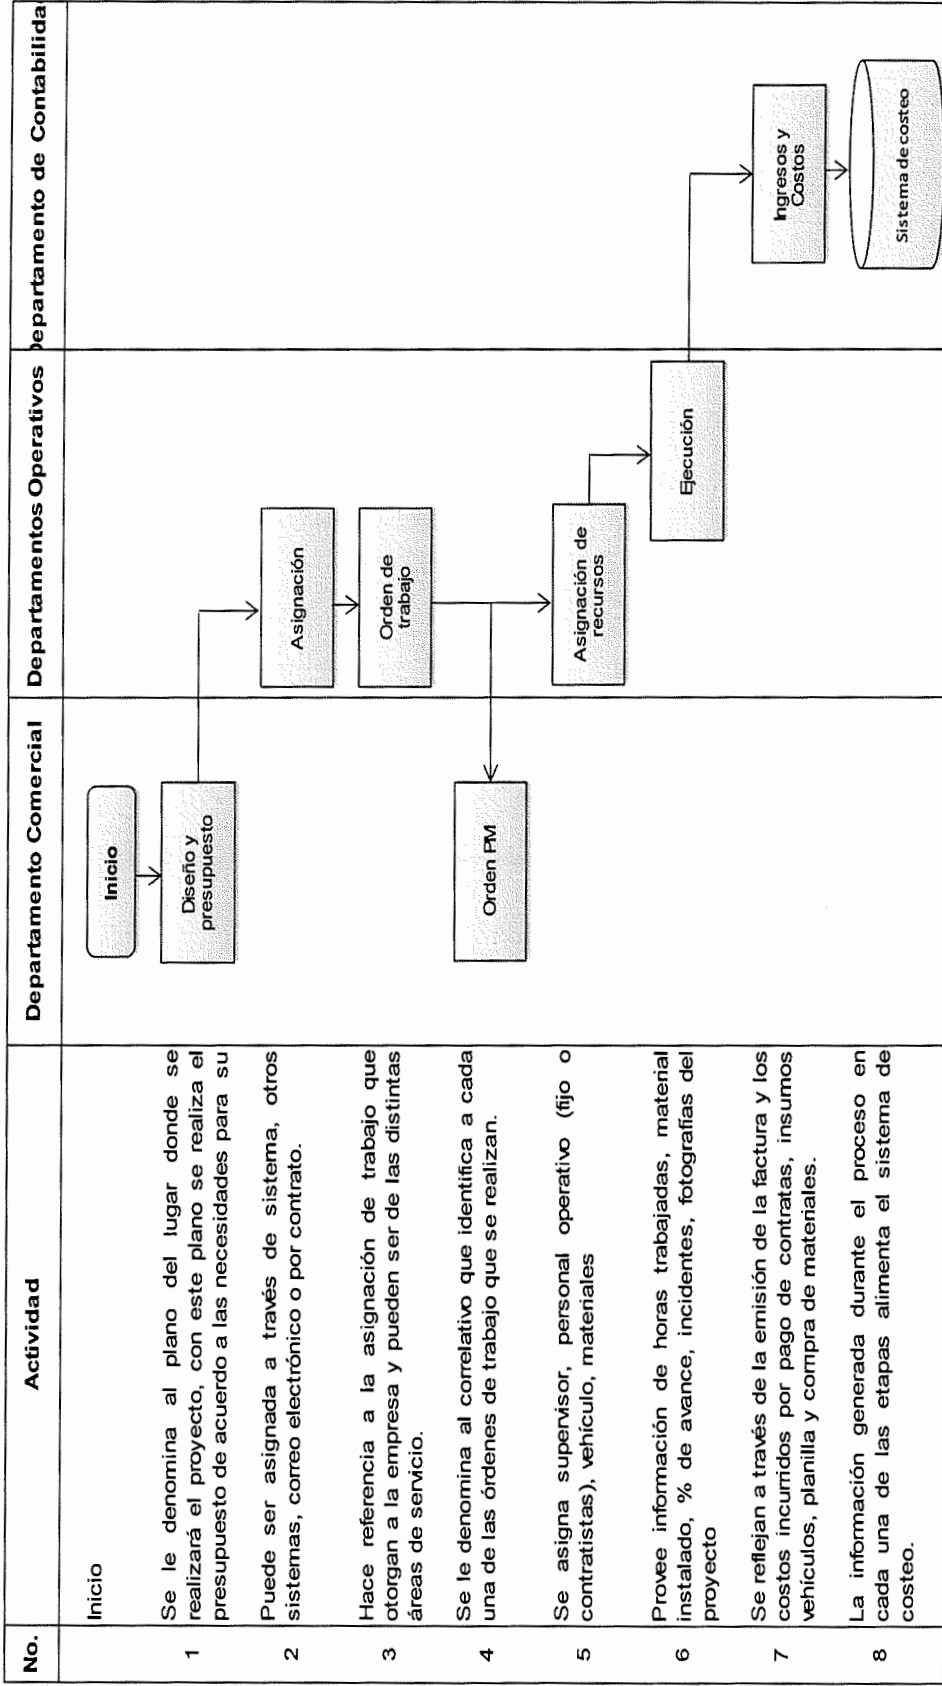 No.
Actividad
Departamento Comercial
Departamentos Operativos
Departamento de Contabilida
Inicio
Inicio
1
Se le denomina al plano del lugar donde se
realizará el proyecto, con este plano se realiza el
presupuesto de acuerdo a las necesidades para su
Diseño y
presupuesto
2
Puede ser asignada a través de sistema, otros
sistemas, correo electrónico o por contrato.
Asignación
3
Hace referencia a la asignación de trabajo que
otorgan a la empresa y pueden ser de las distintas
áreas de servicio.
Orden de
trabajo
4
Se le denomina al correlativo que identifica a cada
una de las órdenes de trabajo que se realizan.
Orden PM
5
Se asigna supervisor, personal operativo (fijo o
contratistas), vehículo, materiales
Asignación de
recursos
6
Provee información de horas trabajadas, material
instalado, % de avance, incidentes, fotografías del
proyecto
Ejecución
7
Se reflejan a través de la emisión de la factura y los
costos incurridos por pago de contratas, insumos
vehículos, planilla y compra de materiales.
Ingresos y
Costos
8
La información generada durante el proceso en
cada una de las etapas alimenta el sistema de
costeo.
Sistema de costeo